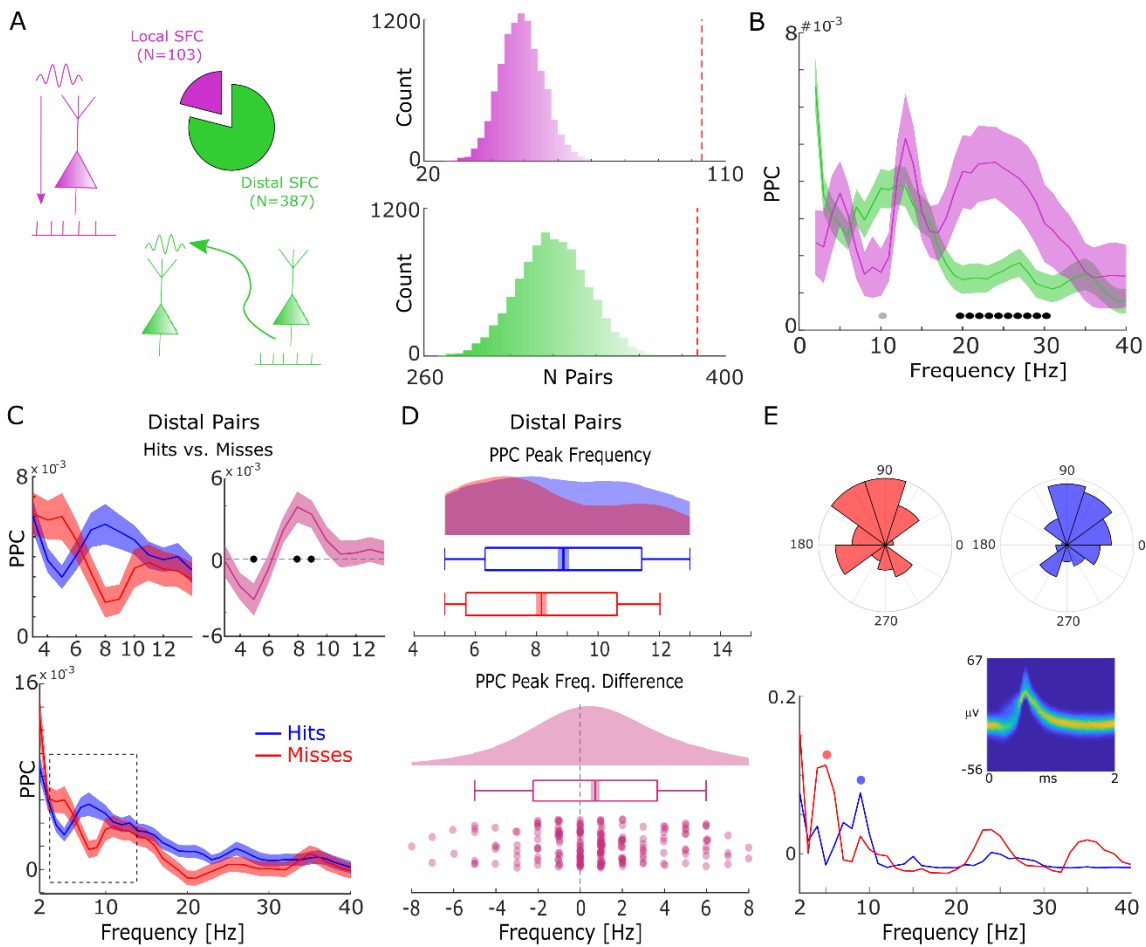 A
Local SFC
(N=103)
Distal SFC
(N=387)
1200
Count
0
20
110
1200
Count
0
260
N Pairs
400
B
8
#10-3
PPC
0
0
10
20
30
40
Frequency [Hz]
C
Distal Pairs
Hits vs. Misses
8
× 10-3
PPC
0
4 6 8 10 12
6
× 10-3
0
-6
4 6 8 10 12
16
× 10-3
PPC
0
Hits
Misses
2 10 20 30 40
Frequency [Hz]
D
Distal Pairs
PPC Peak Frequency
4 6 8 10 12 14
PPC Peak Freq. Difference
-8 -6 -4 -2 0 2 4 6 8
Frequency [Hz]
E
90
180
0
270
90
180
0
270
67
μv
-56
0 ms 2
0.2
0
2 10 20 30 40
Frequency [Hz]